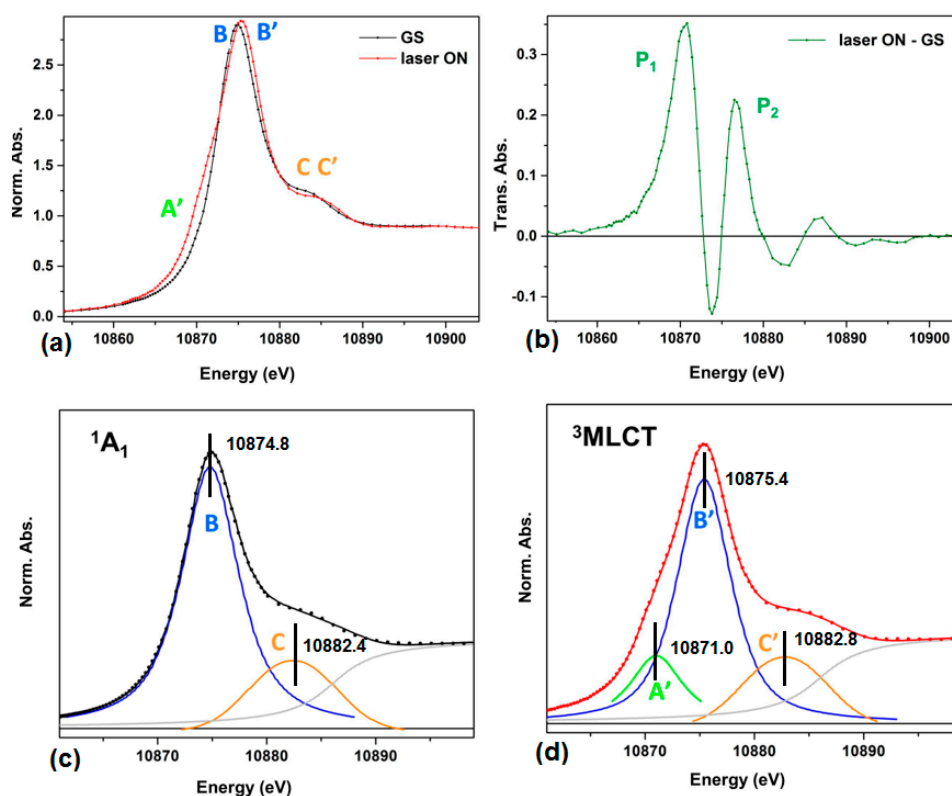 B
B'
GS
laser ON
A'
C C'
Norm. Abs.
2.5
2.0
1.5
1.0
0.5
0.0
10860
10870
10880
10890
10900
(a)
Energy (eV)
laser ON - GS
P1
P2
Trans. Abs.
0.3
0.2
0.1
0.0
-0.1
10860
10870
10880
10890
10900
(b)
Energy (eV)
¹A₁
10874.8
B
C
10882.4
Norm. Abs.
10870
10880
10890
(c)
Energy (eV)
³MLCT
10875.4
B'
10871.0
A'
C'
10882.8
Norm. Abs.
10870
10880
10890
(d)
Energy (eV)